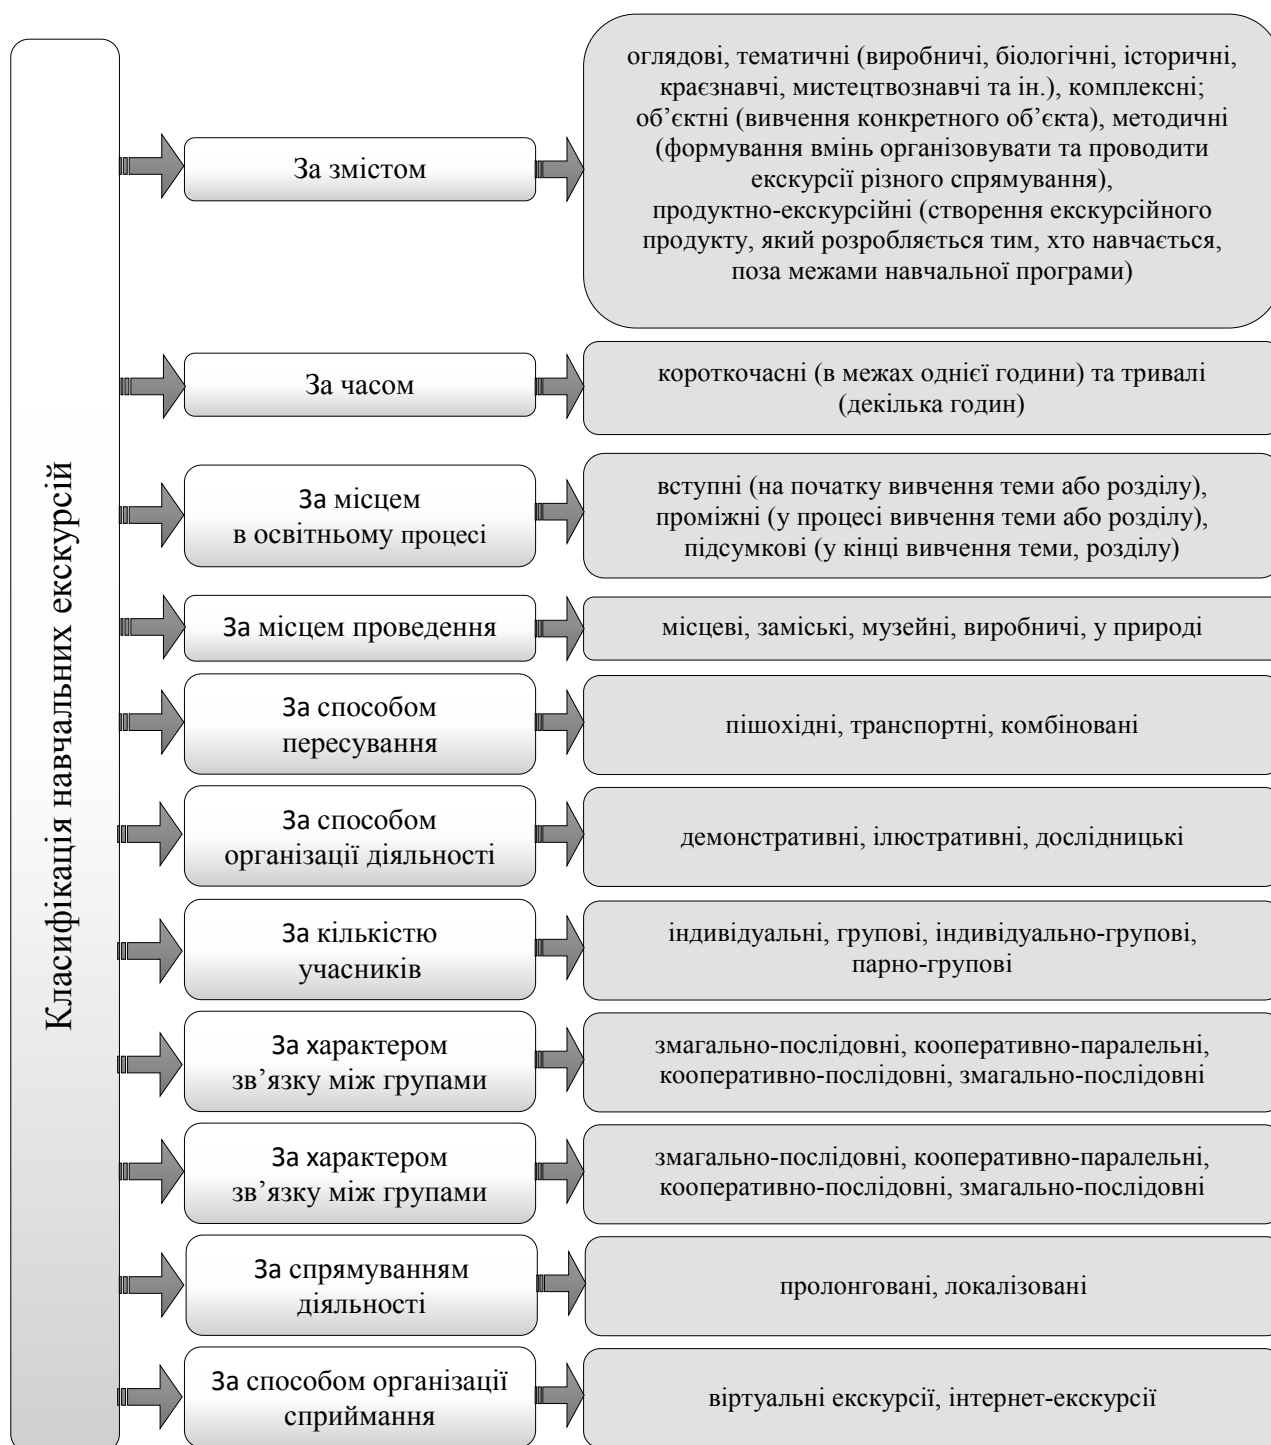 Класифікація навчальних екскурсій
За змістом
оглядові, тематичні (виробничі, біологічні, історичні,
краєзнавчі, мистецтвознавчі та ін.), комплексні;
об’єктні (вивчення конкретного об’єкта), методичні
(формування вмінь організовувати та проводити
екскурсії різного спрямування),
продуктно-екскурсійні (створення екскурсійного
продукту, який розробляється тим, хто навчається,
поза межами навчальної програми)
За часом
короткочасні (в межах однієї години) та тривалі
(декілька годин)
За місцем
в освітньому процесі
вступні (на початку вивчення теми або розділу),
проміжні (у процесі вивчення теми або розділу),
підсумкові (у кінці вивчення теми, розділу)
За місцем проведення
місцеві, заміські, музейні, виробничі, у природі
За способом
пересування
пішохідні, транспортні, комбіновані
За способом
організації діяльності
демонстративні, ілюстративні, дослідницькі
За кількістю
учасників
індивідуальні, групові, індивідуально-групові,
парно-групові
За характером
зв’язку між групами
змагально-послідовні, кооперативно-паралельні,
кооперативно-послідовні, змагально-послідовні
За характером
зв’язку між групами
змагально-послідовні, кооперативно-паралельні,
кооперативно-послідовні, змагально-послідовні
За спрямуванням
діяльності
пролонговані, локалізовані
За способом організації
сприймання
віртуальні екскурсії, інтернет-екскурсії